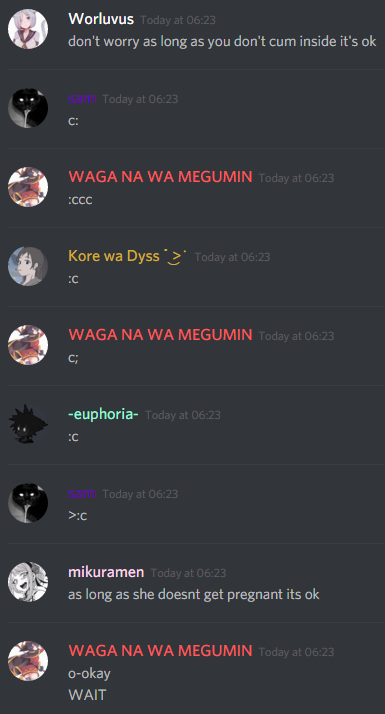 Worluvus Today at 06:23
don't worry as long as you don't cum inside it's ok
sam Today at 06:23
c:
WAGA NA WA MEGUMIN Today at 06:23
:ccc
Kore wa Dyss ˙ ͜ >˙ Today at 06:23
:c
WAGA NA WA MEGUMIN Today at 06:23
c;
-euphoria- Today at 06:23
:c
sam Today at 06:23
>:c
mikuramen Today at 06:23
as long as she doesnt get pregnant its ok
WAGA NA WA MEGUMIN Today at 06:23
o-okay
WAIT